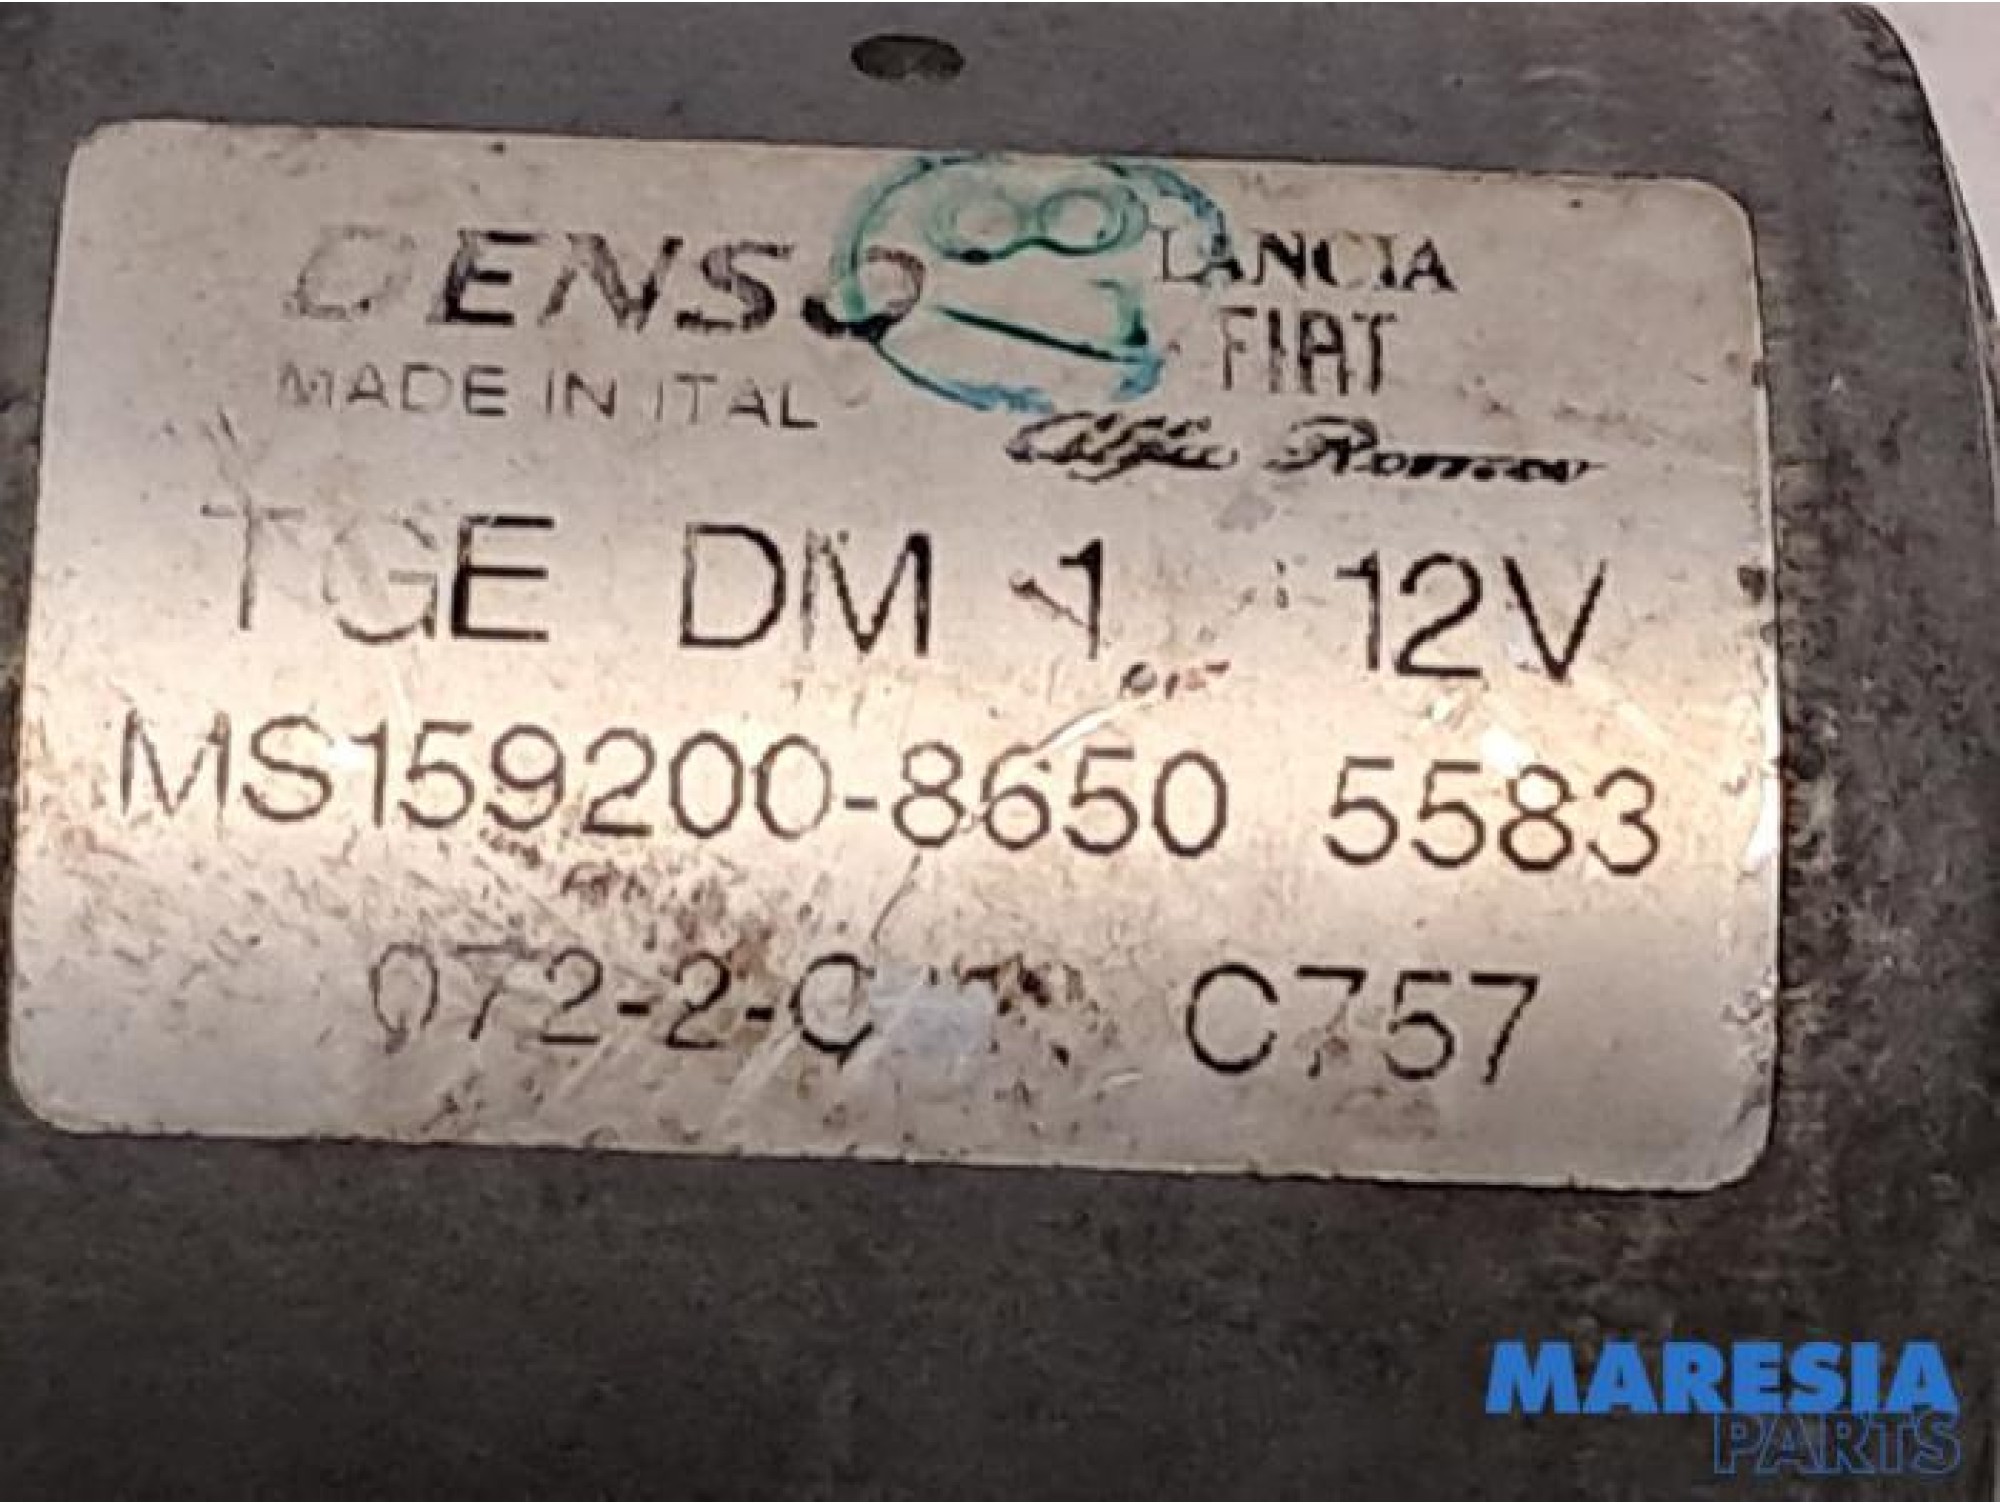 DENSO
LANCIA
FIAT
MADE IN ITAL
Alfa Romeo
TGE DM 1 12V
MS159200-8650 5583
072-2-C C757
MARESIA
PARTS